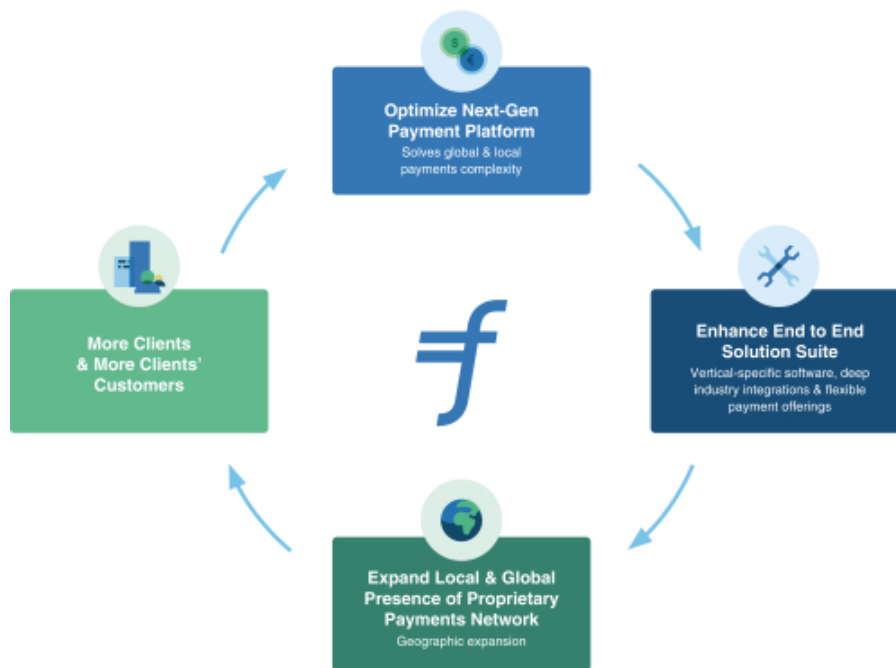 $
€
Optimize Next-Gen
Payment Platform
Solves global & local
payments complexity
Enhance End to End
Solution Suite
Vertical-specific software, deep
industry integrations & flexible
payment offerings
Expand Local & Global
Presence of Proprietary
Payments Network
Geographic expansion
More Clients
& More Clients’
Customers